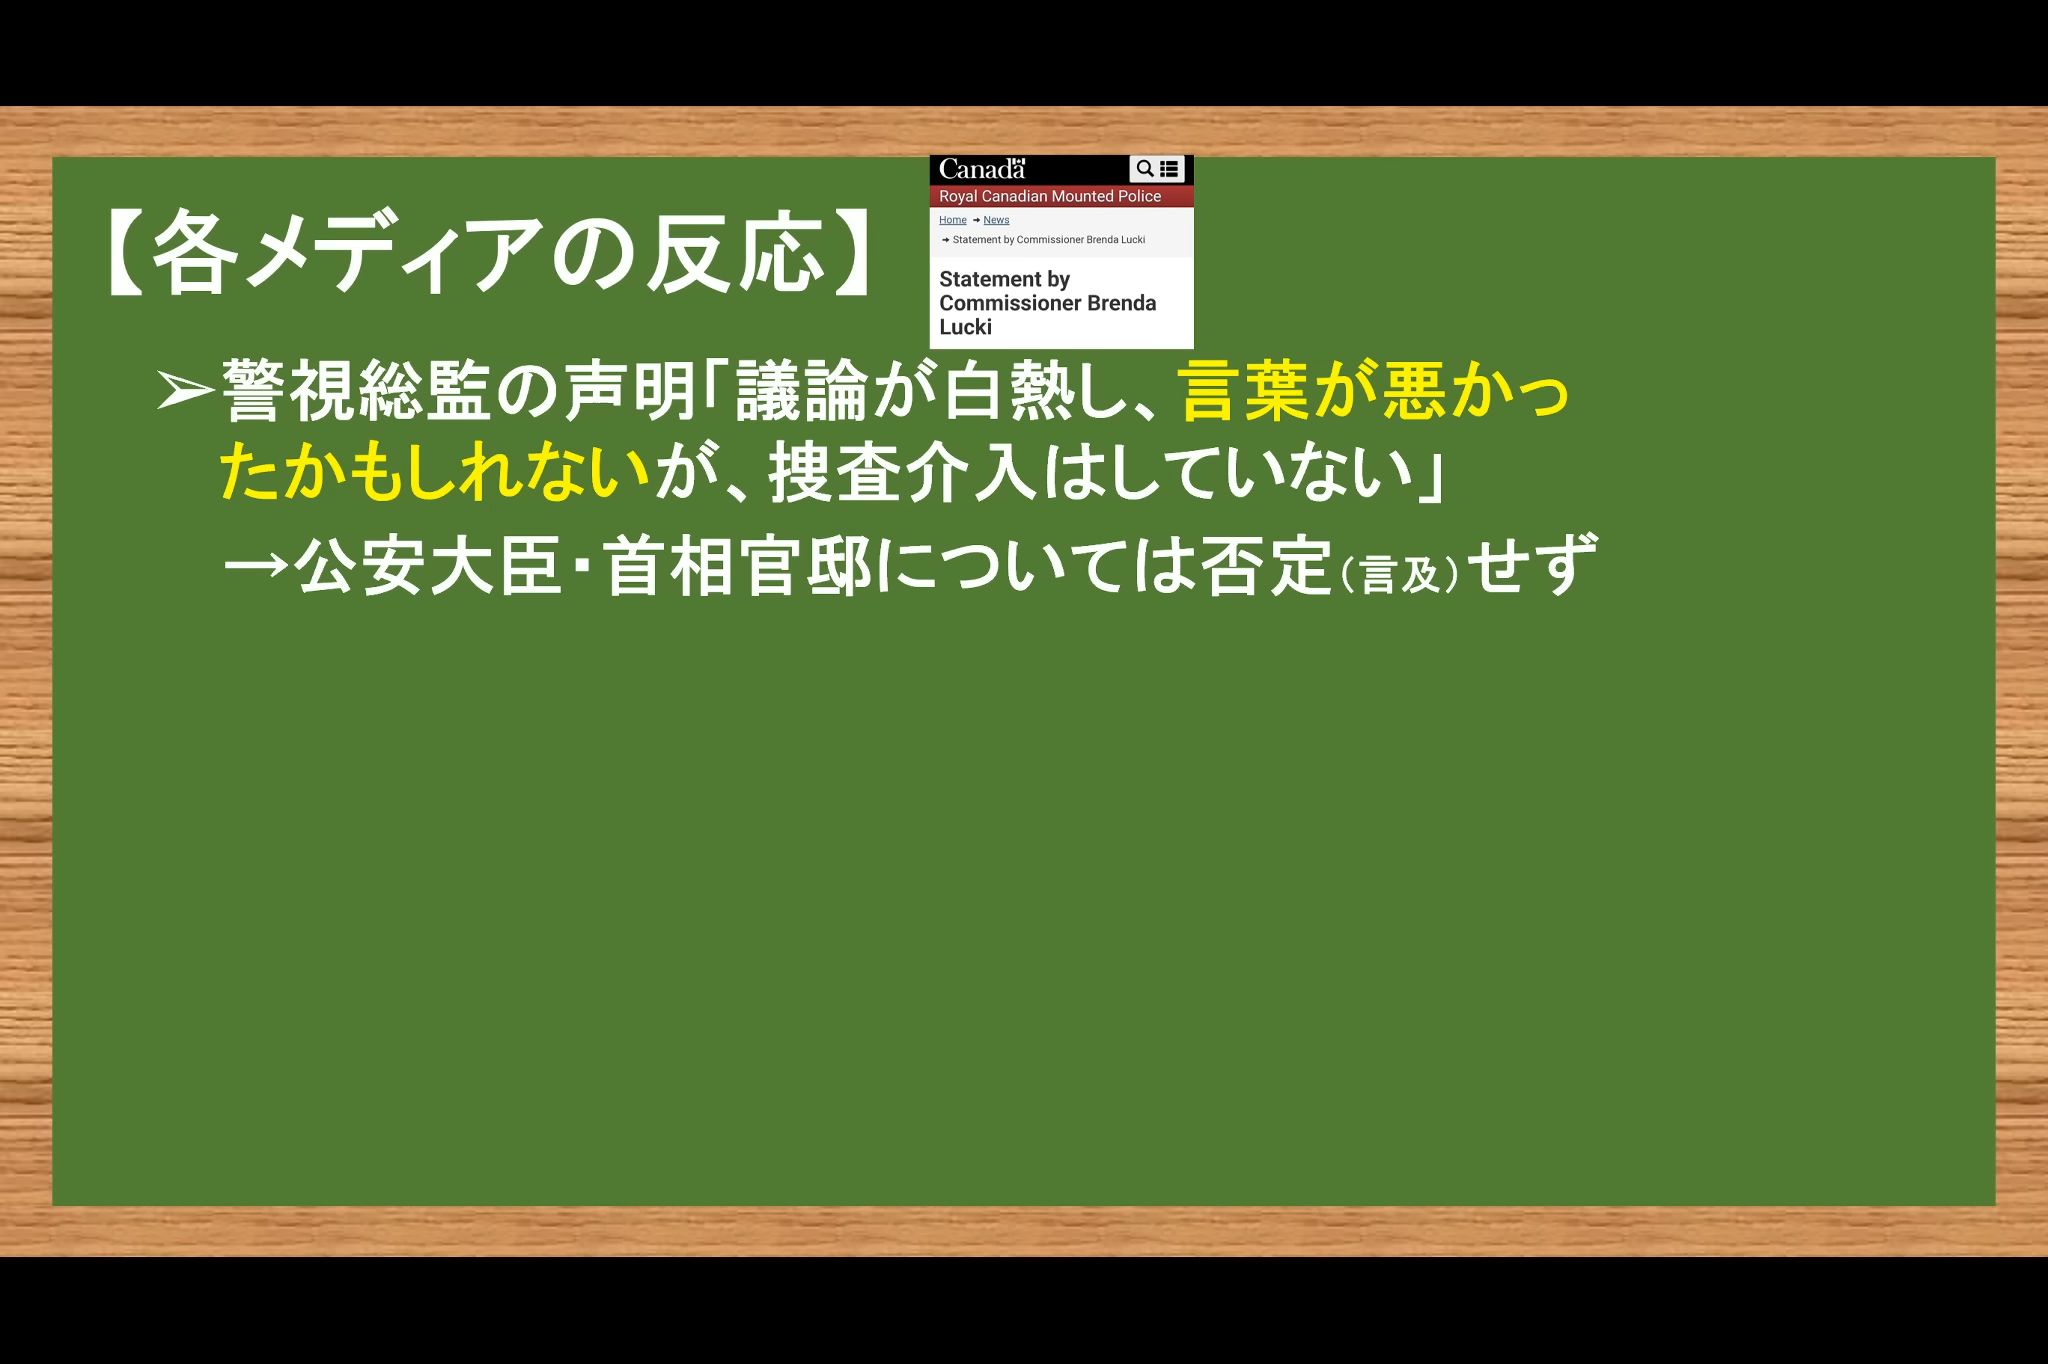 【各メディアの反応】
Canada
Royal Canadian Mounted Police
Home → News
→ Statement by Commissioner Brenda Lucki
Statement by
Commissioner Brenda
Lucki
➢警視総監の声明「議論が白熱し、言葉が悪かっ
たかもしれないが、捜査介入はしていない」
→公安大臣・首相官邸については否定（言及）せず